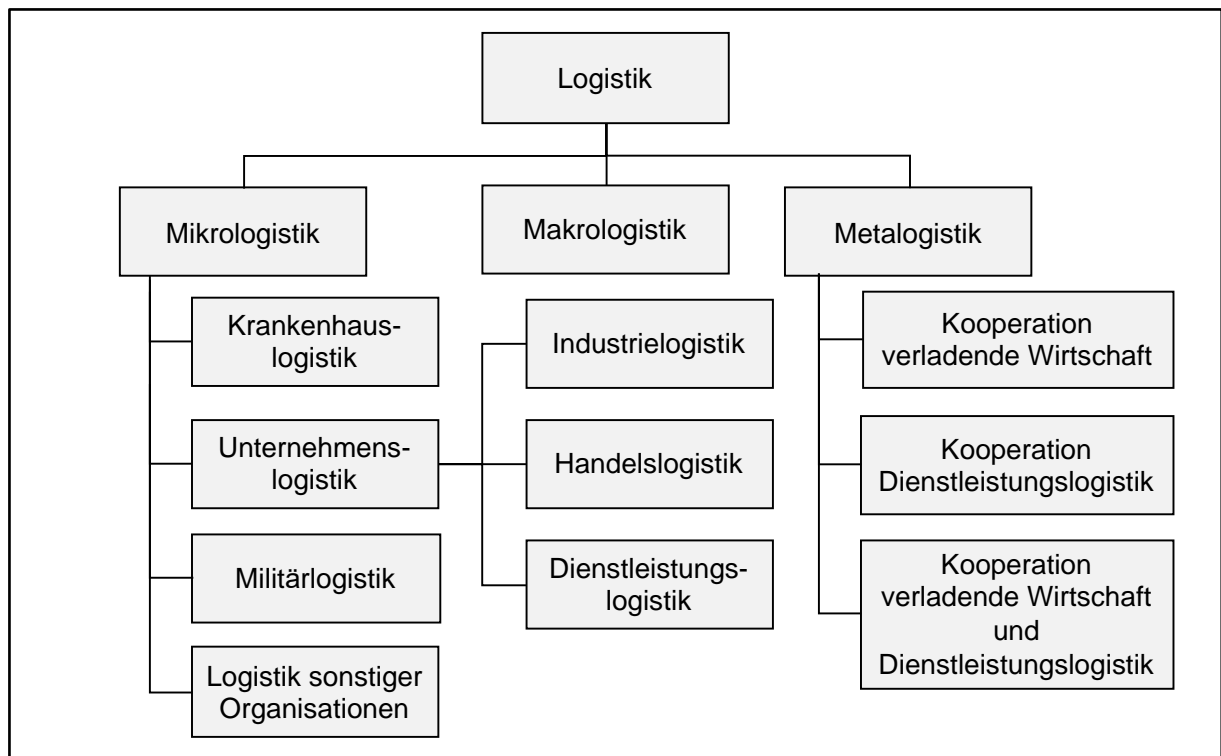 Logistik
Mikrologistik
Makrologistik
Metalogistik
Krankenhaus-
logistik
Unternehmens-
logistik
Militärlogistik
Logistik sonstiger
Organisationen
Industrielogistik
Handelslogistik
Dienstleistungs-
logistik
Kooperation
verladende Wirtschaft
Kooperation
Dienstleistungslogistik
Kooperation
verladende Wirtschaft
und
Dienstleistungslogistik